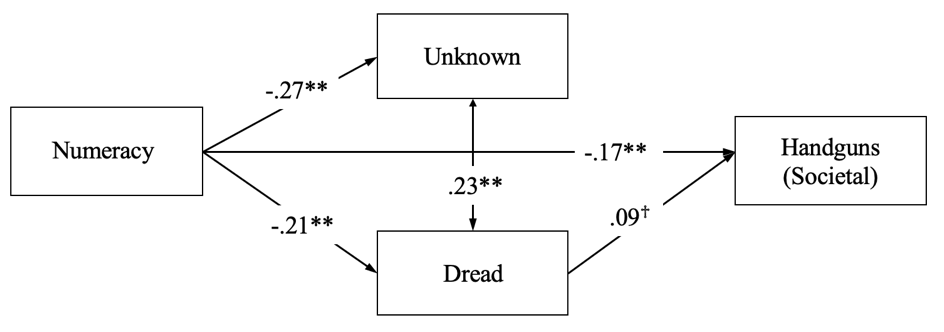 Unknown
-.27**
Numeracy
-.17**
Handguns
(Societal)
.23**
-.21**
.09†
Dread